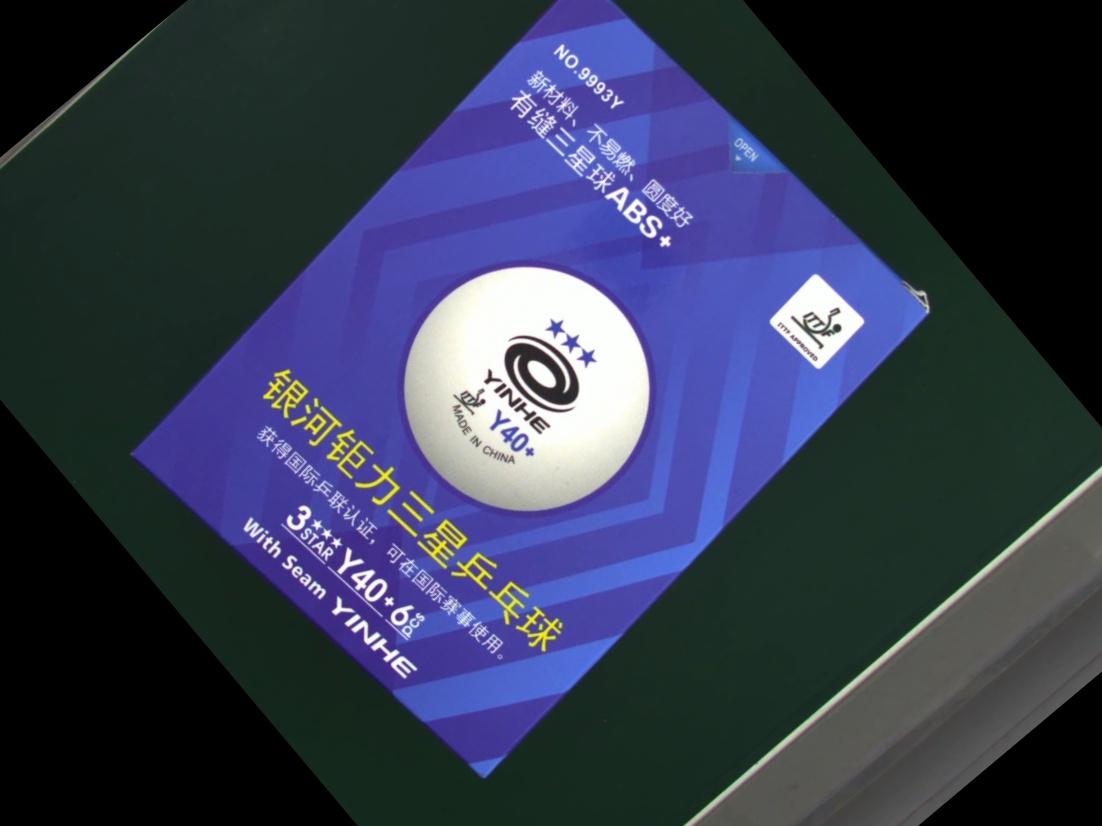 NO.9993Y
新材料、不易燃、圆度好
有缝三星球ABS+
OPEN
ITTF
ITTF APPROVED
YINHE
ITTF Y40+
MADE IN CHINA
银河钜力三星乒乓球
获得国际乒联认证，可在国际赛事使用。
3★★★ STAR Y40+ 6PCS
With Seam YINHE